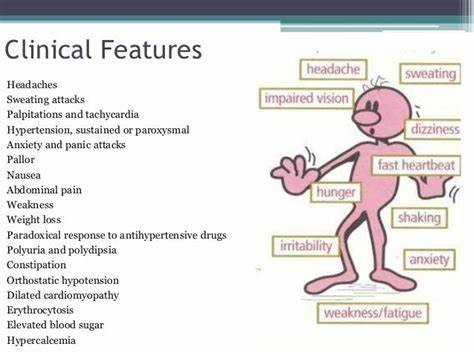 Clinical Features
Headaches
Sweating attacks
Palpitations and tachycardia
Hypertension, sustained or paroxysmal
Anxiety and panic attacks
Pallor
Nausea
Abdominal pain
Weakness
Weight loss
Paradoxical response to antihypertensive drugs
Polyuria and polydipsia
Constipation
Orthostatic hypotension
Dilated cardiomyopathy
Erythrocytosis
Elevated blood sugar
Hypercalcemia
headache
sweating
impaired vision
dizziness
fast heartbeat
hunger
shaking
irritability
anxiety
weakness/fatigue